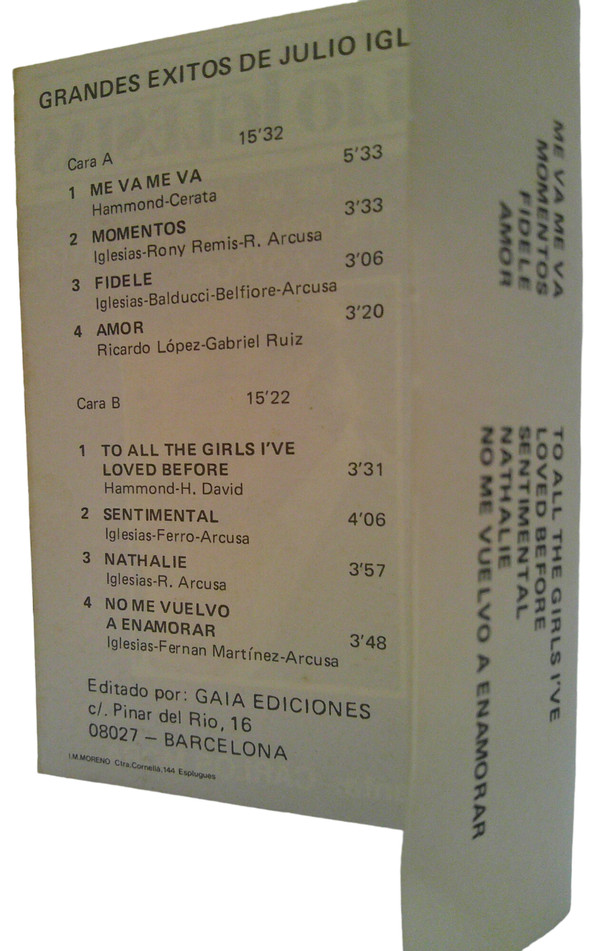 GRANDES EXITOS DE JULIO IGL
Cara A 15'32
1 ME VA ME VA 5'33
Hammond-Cerata
2 MOMENTOS 3'33
Iglesias-Rony Remis-R. Arcusa
3 FIDELE 3'06
Iglesias-Balducci-Belfiore-Arcusa
4 AMOR 3'20
Ricardo López-Gabriel Ruiz
Cara B 15'22
1 TO ALL THE GIRLS I'VE
LOVED BEFORE 3'31
Hammond-H. David
2 SENTIMENTAL 4'06
Iglesias-Ferro-Arcusa
3 NATHALIE 3'57
Iglesias-R. Arcusa
4 NO ME VUELVO
A ENAMORAR 3'48
Iglesias-Fernan Martínez-Arcusa
Editado por: GAIA EDICIONES
c/. Pinar del Rio, 16
08027 — BARCELONA
I.M.MORENO Ctra.Cornellá,144 Esplugues
ME VA ME VA
MOMENTOS
FIDELE
AMOR
TO ALL THE GIRLS I'VE
LOVED BEFORE
SENTIMENTAL
NATHALIE
NO ME VUELVO A ENAMORAR